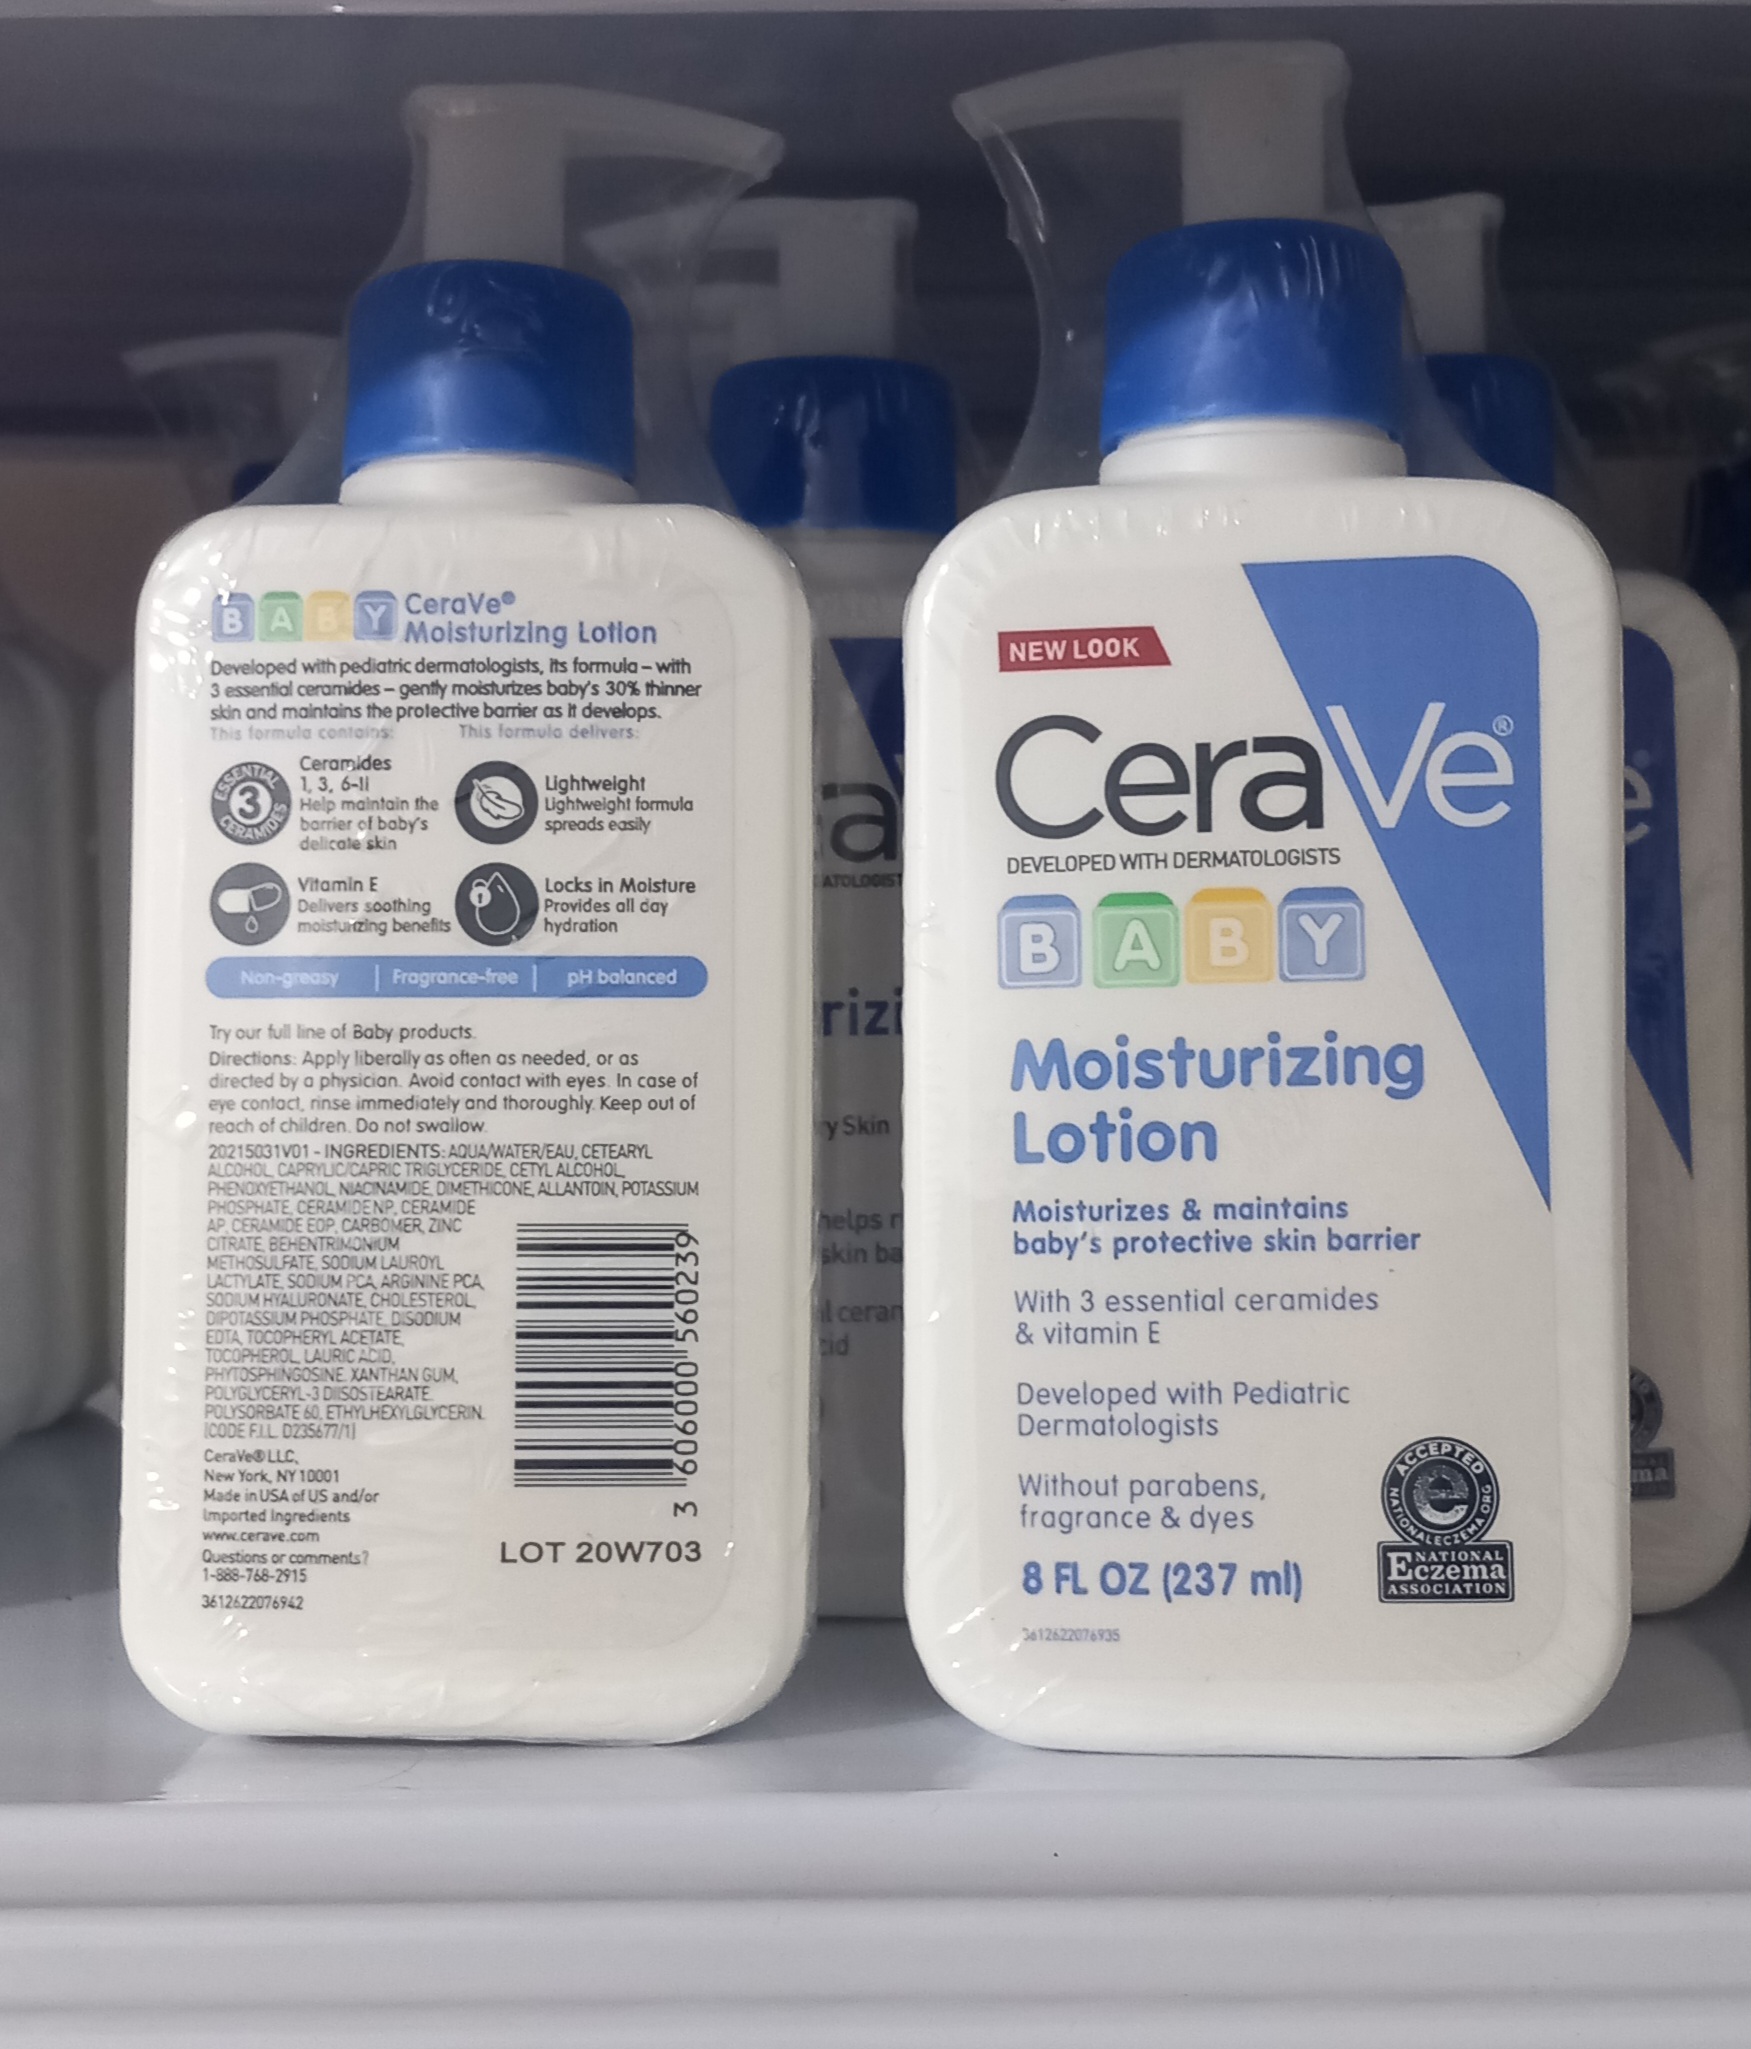 BABY CeraVe®
Moisturizing Lotion
Developed with pediatric dermatologists, its formula – with
3 essential ceramides – gently moisturizes baby's 30% thinner
skin and maintains the protective barrier as it develops.
This formula contains:
This formula delivers:
ESSENTIAL
3
CERAMIDES
Ceramides
1, 3, 6-II
Help maintain the
barrier of baby's
delicate skin
Lightweight
Lightweight formula
spreads easily
Vitamin E
Delivers soothing
moisturizing benefits
Locks in Moisture
Provides all day
hydration
Non-greasy | Fragrance-free | pH balanced
Try our full line of Baby products.
Directions: Apply liberally as often as needed, or as
directed by a physician. Avoid contact with eyes. In case of
eye contact, rinse immediately and thoroughly. Keep out of
reach of children. Do not swallow.
20215031V01 - INGREDIENTS: AQUA/WATER/EAU, CETEARYL
ALCOHOL, CAPRYLIC/CAPRIC TRIGLYCERIDE, CETYL ALCOHOL,
PHENOXYETHANOL, NIACINAMIDE, DIMETHICONE, ALLANTOIN, POTASSIUM
PHOSPHATE, CERAMIDE NP, CERAMIDE
AP, CERAMIDE EOP, CARBOMER, ZINC
CITRATE, BEHENTRIMONIUM
METHOSULFATE, SODIUM LAUROYL
LACTYLATE, SODIUM PCA, ARGININE PCA,
SODIUM HYALURONATE, CHOLESTEROL,
DIPOTASSIUM PHOSPHATE, DISODIUM
EDTA, TOCOPHERYL ACETATE,
TOCOPHEROL, LAURIC ACID,
PHYTOSPHINGOSINE, XANTHAN GUM,
POLYGLYCERYL-3 DIISOSTEARATE,
POLYSORBATE 60, ETHYLHEXYLGLYCERIN.
(CODE F.I.L. D235677/1)
CeraVe® LLC,
New York, NY 10001
Made in USA of US and/or
Imported Ingredients
www.cerave.com
Questions or comments?
1-888-768-2915
3612622076942
3 606000 560239
LOT 20W703
NEW LOOK
CeraVe®
DEVELOPED WITH DERMATOLOGISTS
BABY
Moisturizing
Lotion
Moisturizes & maintains
baby's protective skin barrier
With 3 essential ceramides
& vitamin E
Developed with Pediatric
Dermatologists
Without parabens,
fragrance & dyes
8 FL OZ (237 ml)
3612622076935
ACCEPTED
NATIONALECZEMA.ORG
NATIONAL
Eczema
ASSOCIATION
a
ATOLOGIST
rizi
y Skin
helps r
skin ba
l ceran
cid
e